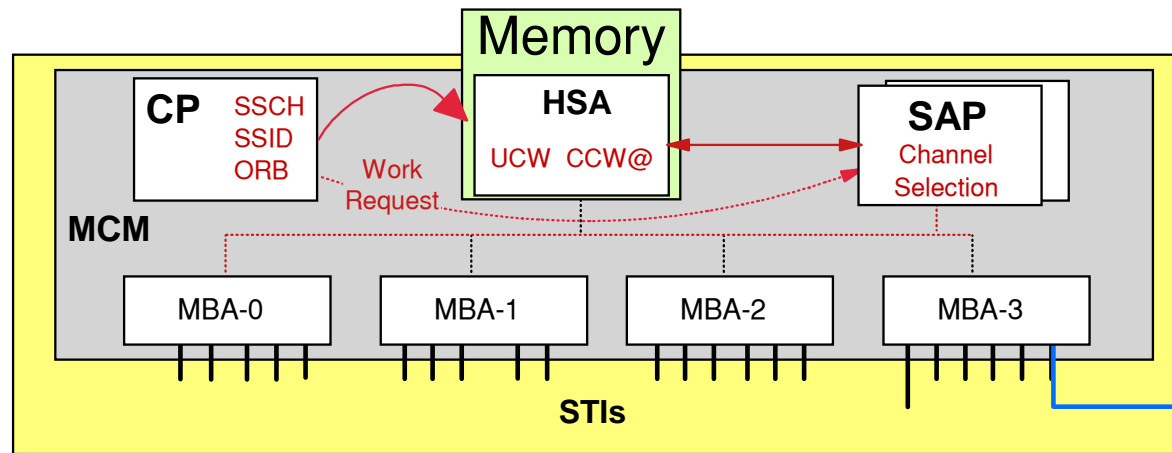 Memory
CP
SSCH
SSID
ORB
HSA
UCW CCW@
SAP
Channel
Selection
Work
Request
MCM
MBA-0
MBA-1
MBA-2
MBA-3
STIs